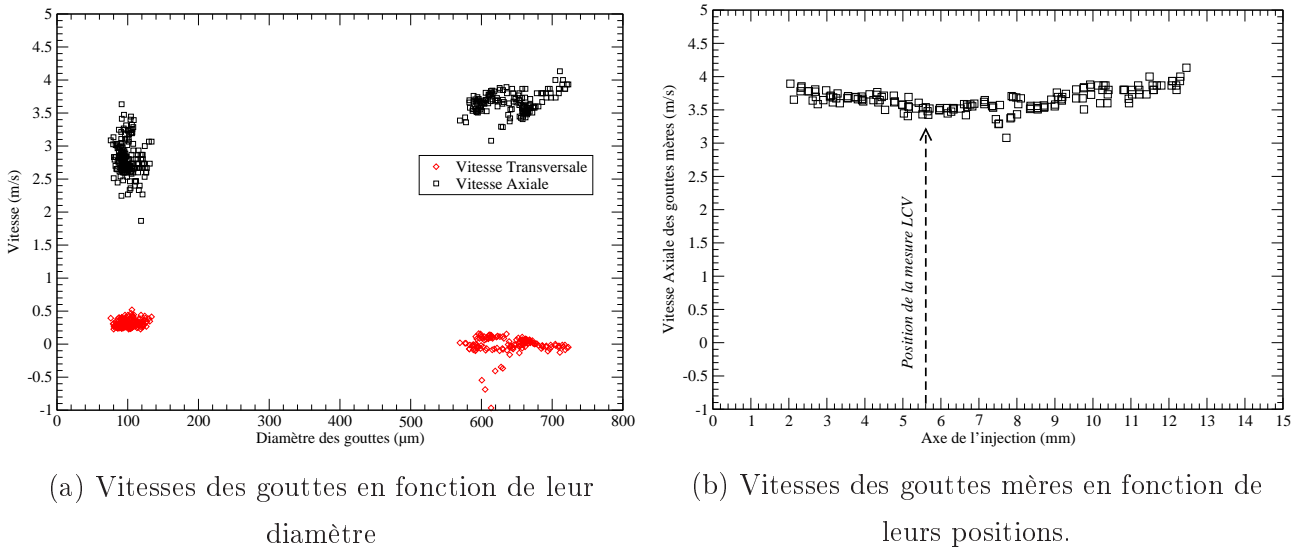 5
4.5
4
3.5
3
2.5
2
1.5
1
0.5
0
-0.5
-1
Vitesse (m/s)
0 100 200 300 400 500 600 700 800
Diamètre des gouttes (µm)
Vitesse Transversale
Vitesse Axiale
(a) Vitesses des gouttes en fonction de leur
diamètre
5
4.5
4
3.5
3
2.5
2
1.5
1
0.5
0
-0.5
-1
Vitesse Axiale des gouttes mères (m/s)
Position de la mesure LCV
0 1 2 3 4 5 6 7 8 9 10 11 12 13 14 15
Axe de l'injection (mm)
(b) Vitesses des gouttes mères en fonction de
leurs positions.